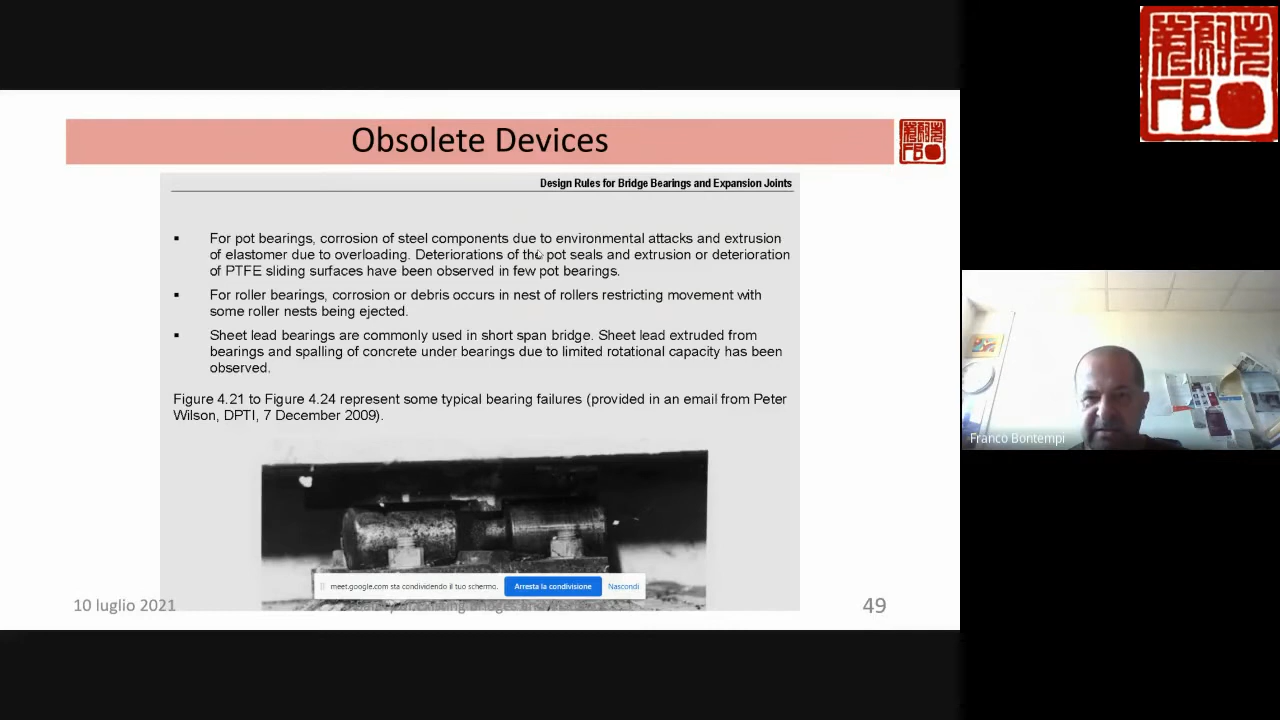 Obsolete Devices
Design Rules for Bridge Bearings and Expansion Joints
▪ For pot bearings, corrosion of steel components due to environmental attacks and extrusion
of elastomer due to overloading. Deteriorations of the pot seals and extrusion or deterioration
of PTFE sliding surfaces have been observed in few pot bearings.
▪ For roller bearings, corrosion or debris occurs in nest of rollers restricting movement with
some roller nests being ejected.
▪ Sheet lead bearings are commonly used in short span bridge. Sheet lead extruded from
bearings and spalling of concrete under bearings due to limited rotational capacity has been
observed.
Figure 4.21 to Figure 4.24 represent some typical bearing failures (provided in an email from Peter
Wilson, DPTI, 7 December 2009).
meet.google.com sta condividendo il tuo schermo. Arresta la condivisione Nascondi
10 luglio 2021
49
Franco Bontempi
FB
FB